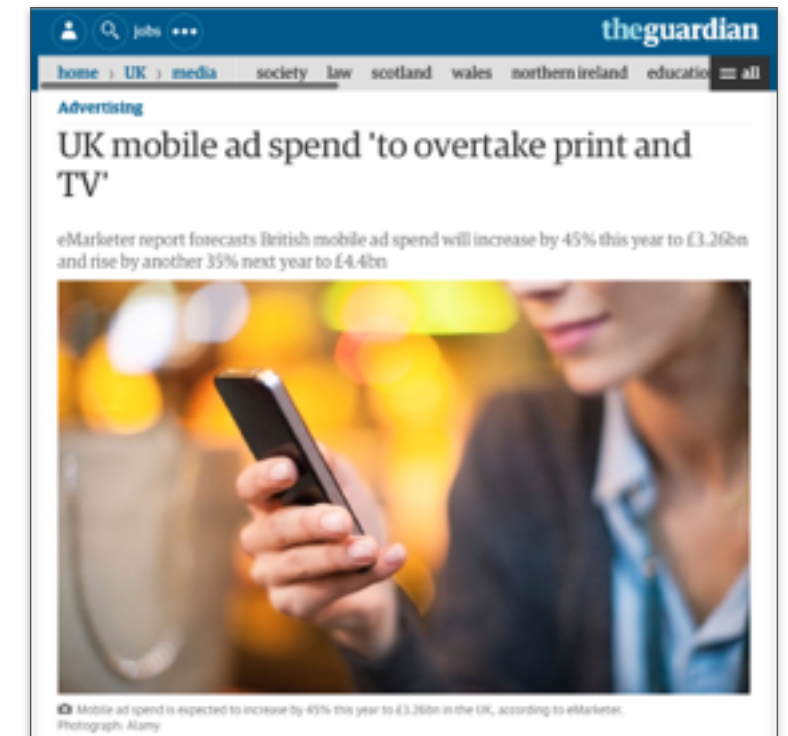 jobs
theguardian
home › UK › media society law scotland wales northern ireland educatio all
Advertising
UK mobile ad spend 'to overtake print and
TV'
eMarketer report forecasts British mobile ad spend will increase by 45% this year to £3.26bn
and rise by another 35% next year to £4.4bn
Mobile ad spend is expected to increase by 45% this year to £3.26bn in the UK, according to eMarketer.
Photograph: Alamy